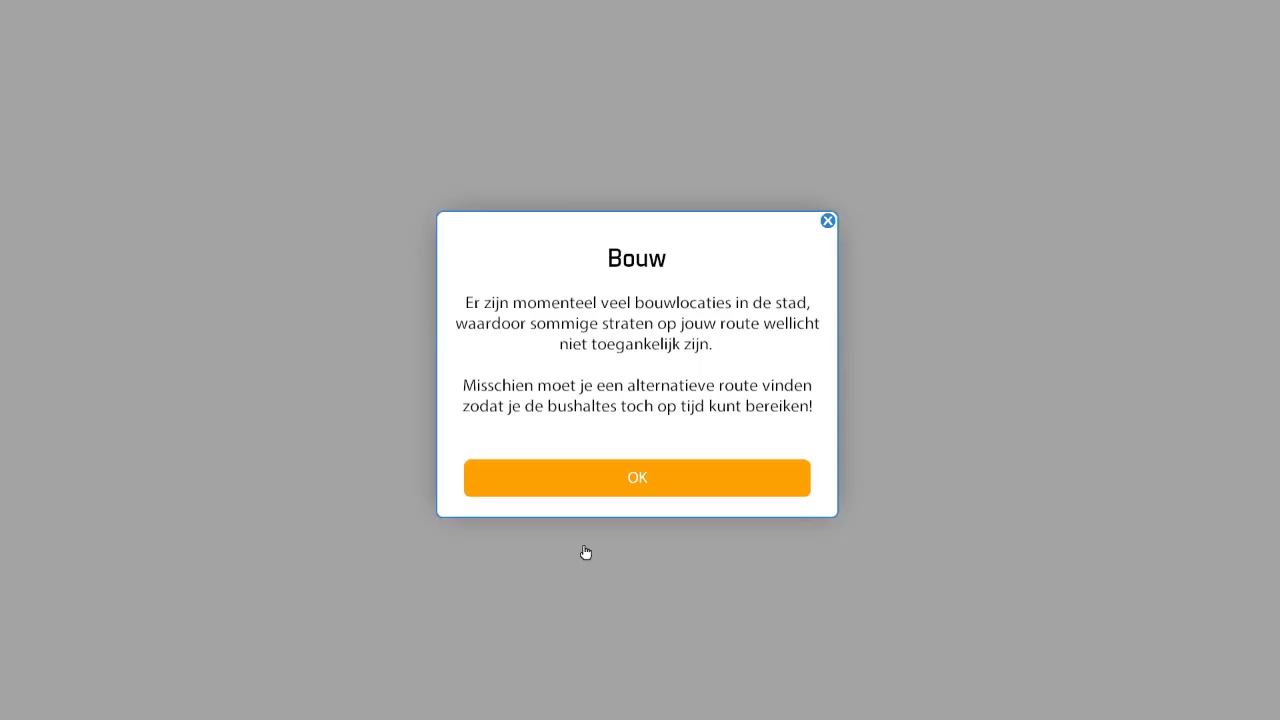 Bouw
Er zijn momenteel veel bouwlocaties in de stad,
waardoor sommige straten op jouw route wellicht
niet toegankelijk zijn.
Misschien moet je een alternatieve route vinden
zodat je de bushaltes toch op tijd kunt bereiken!
OK